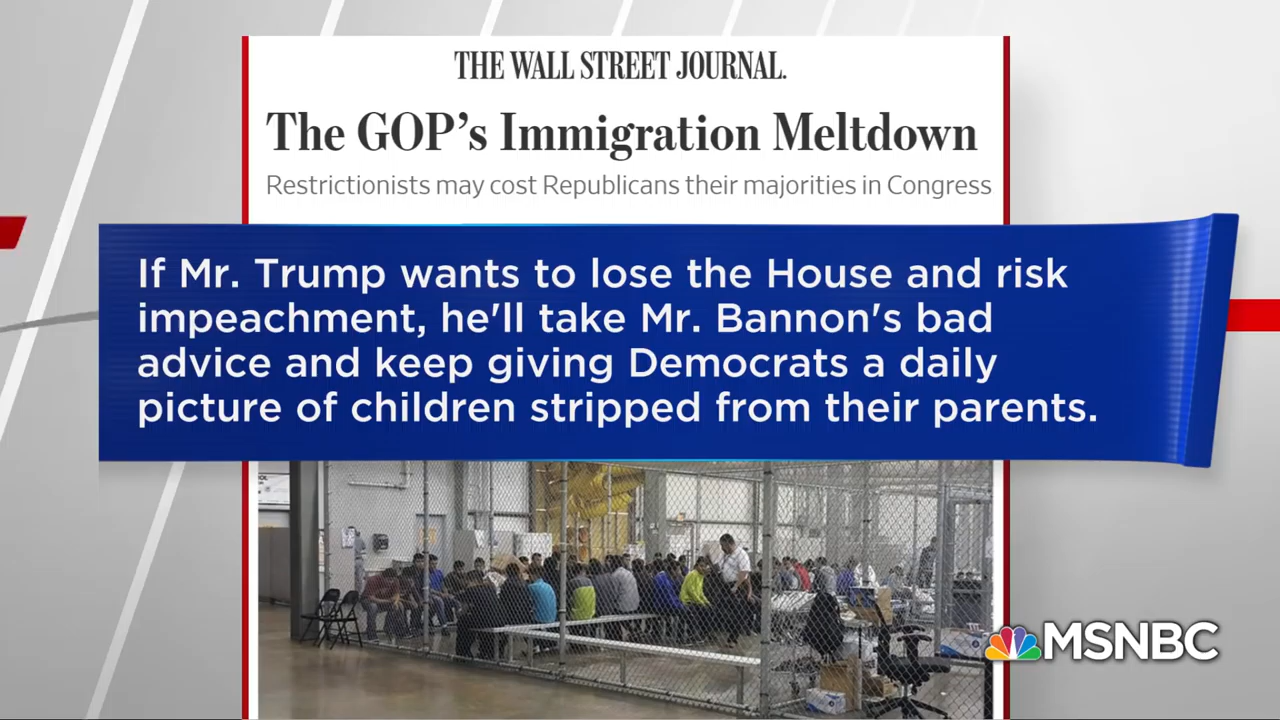 THE WALL STREET JOURNAL.
The GOP's Immigration Meltdown
Restrictionists may cost Republicans their majorities in Congress
If Mr. Trump wants to lose the House and risk
impeachment, he'll take Mr. Bannon's bad
advice and keep giving Democrats a daily
picture of children stripped from their parents.
MSNBC